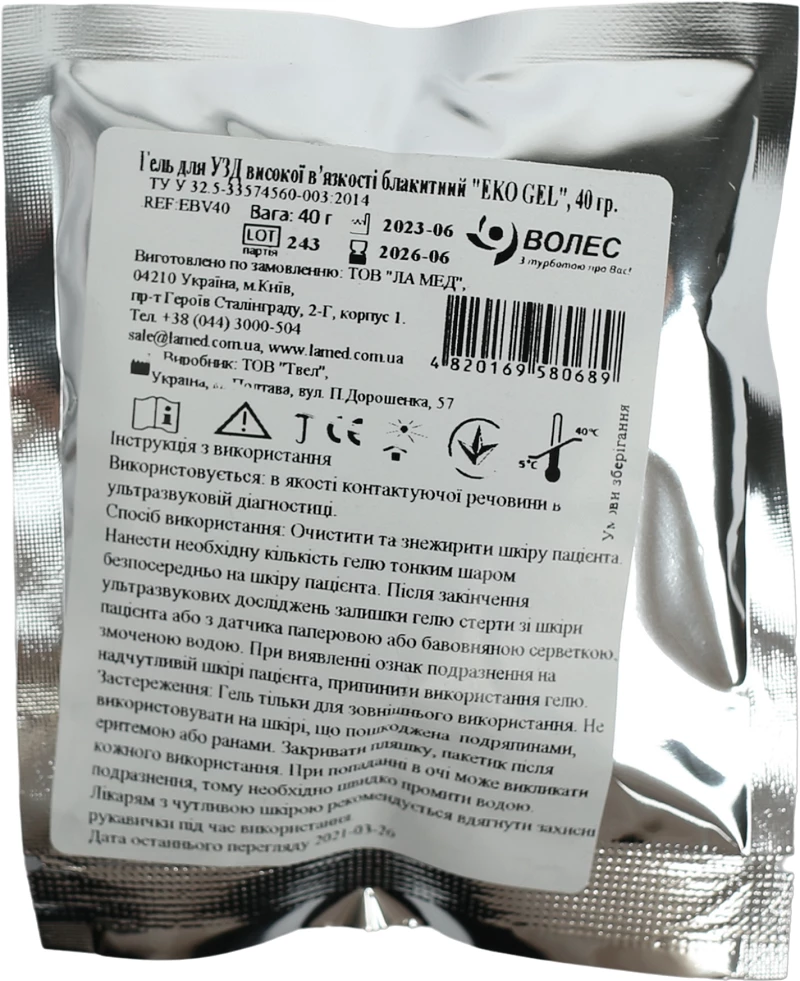 Гель для УЗД високої в'язкості блакитний "EKO GEL", 40 гр.
ТУ У 32.5-33574560-003:2014
REF:EBV40 Вага: 40 г 2023-06
LOT 243 2026-06
партія
ВОЛЕС
З турботою про Вас!
Виготовлено по замовленню: ТОВ "ЛА МЕД",
04210 Україна, м.Київ,
пр-т Героїв Сталінграду, 2-Г, корпус 1.
Тел. +38 (044) 3000-504
sale@lamed.com.ua, www.lamed.com.ua
4 820169 580689
Виробник: ТОВ "Твел",
Україна, Полтава, вул. П.Дорошенка, 57
40°C
5°C
Умови зберігання
Інструкція з використання
Використовується: в якості контактуючої речовини в
ультразвуковій діагностиці.
Спосіб використання: Очистити та знежирити шкіру пацієнта.
Нанести необхідну кількість гелю тонким шаром
безпосередньо на шкіру пацієнта. Після закінчення
ультразвукових досліджень залишки гелю стерти зі шкіри
пацієнта або з датчика паперовою або бавовняною серветкою,
змоченою водою. При виявленні ознак подразнення на
надчутливій шкірі пацієнта, припинити використання гелю.
Застереження: Гель тільки для зовнішнього використання. Не
використовувати на шкірі, що пошкоджена подряпинами,
еритемою або ранами. Закривати пляшку, пакетик після
кожного використання. При попаданні в очі може викликати
подразнення, тому необхідно швидко промити водою.
Лікарям з чутливою шкірою рекомендується вдягнути захисні
рукавички під час використання
Дата останнього перегляду 2021-03-26